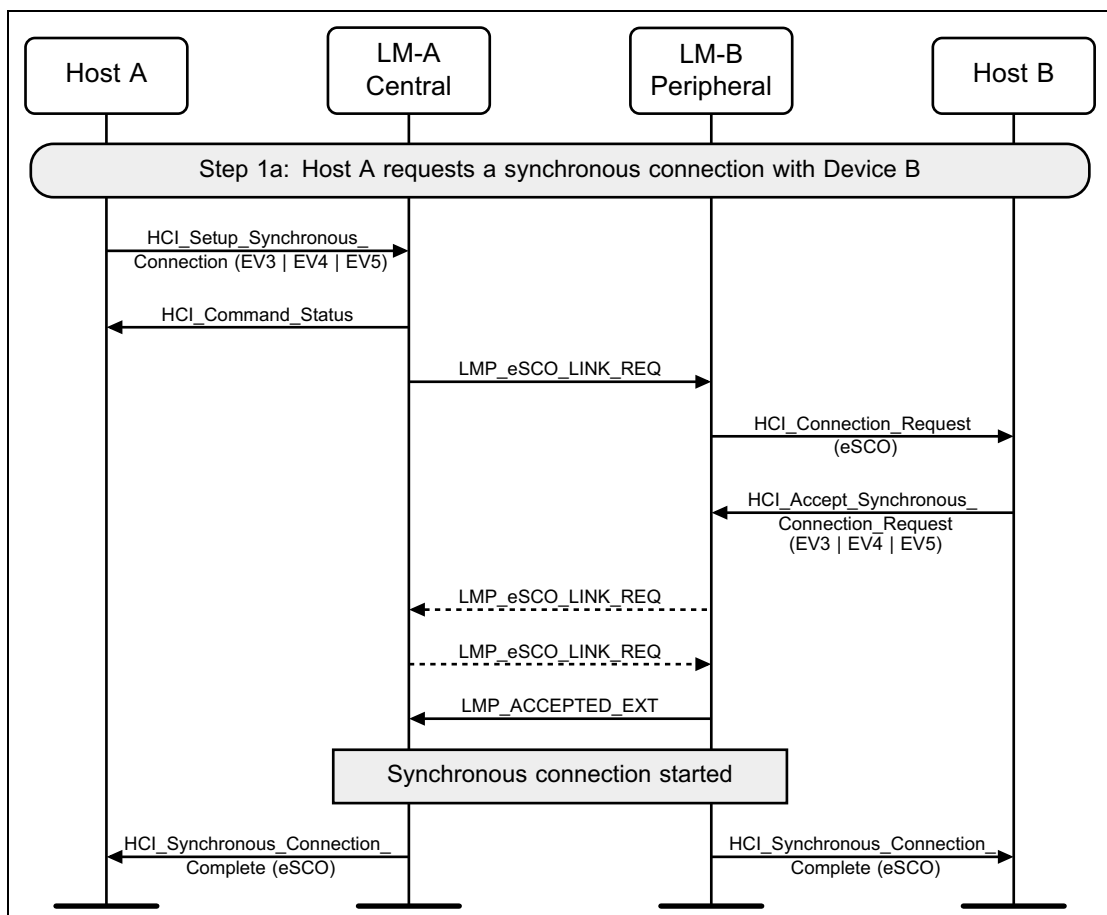 Host A
LM-A
Central
LM-B
Peripheral
Host B
Step 1a: Host A requests a synchronous connection with Device B
HCI_Setup_Synchronous_
Connection (EV3 | EV4 | EV5)
HCI_Command_Status
LMP_eSCO_LINK_REQ
HCI_Connection_Request
(eSCO)
HCI_Accept_Synchronous_
Connection_Request
(EV3 | EV4 | EV5)
LMP_eSCO_LINK_REQ
LMP_eSCO_LINK_REQ
LMP_ACCEPTED_EXT
Synchronous connection started
HCI_Synchronous_Connection_
Complete (eSCO)
HCI_Synchronous_Connection_
Complete (eSCO)